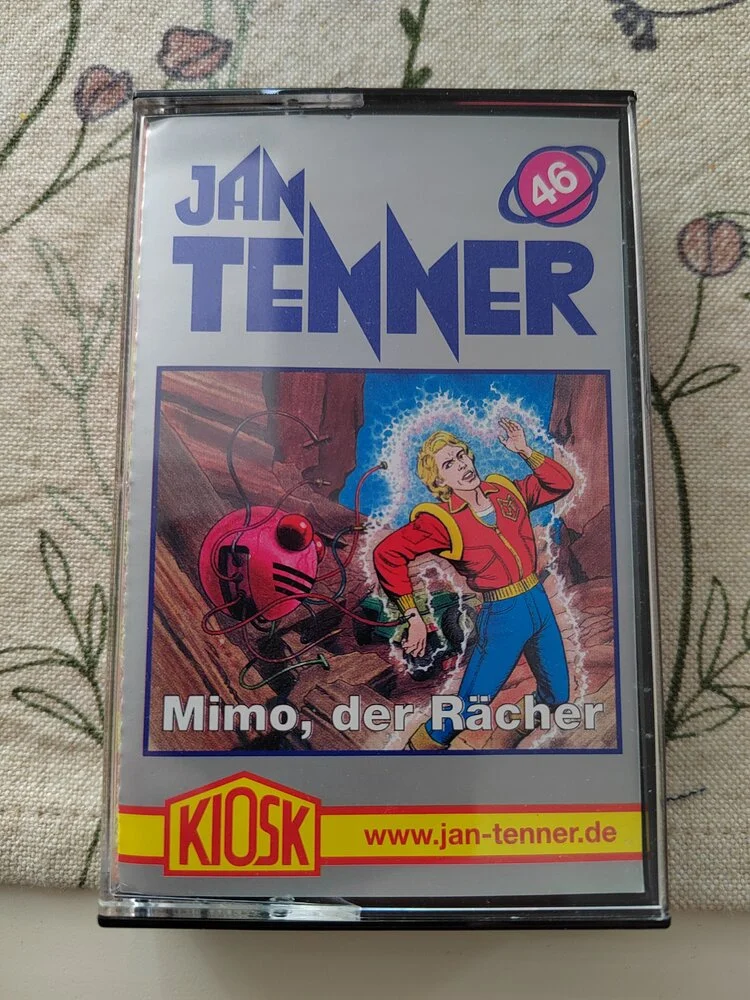 JAN
46
TENNER
Mimo, der Rächer
KIOSK
www.jan-tenner.de